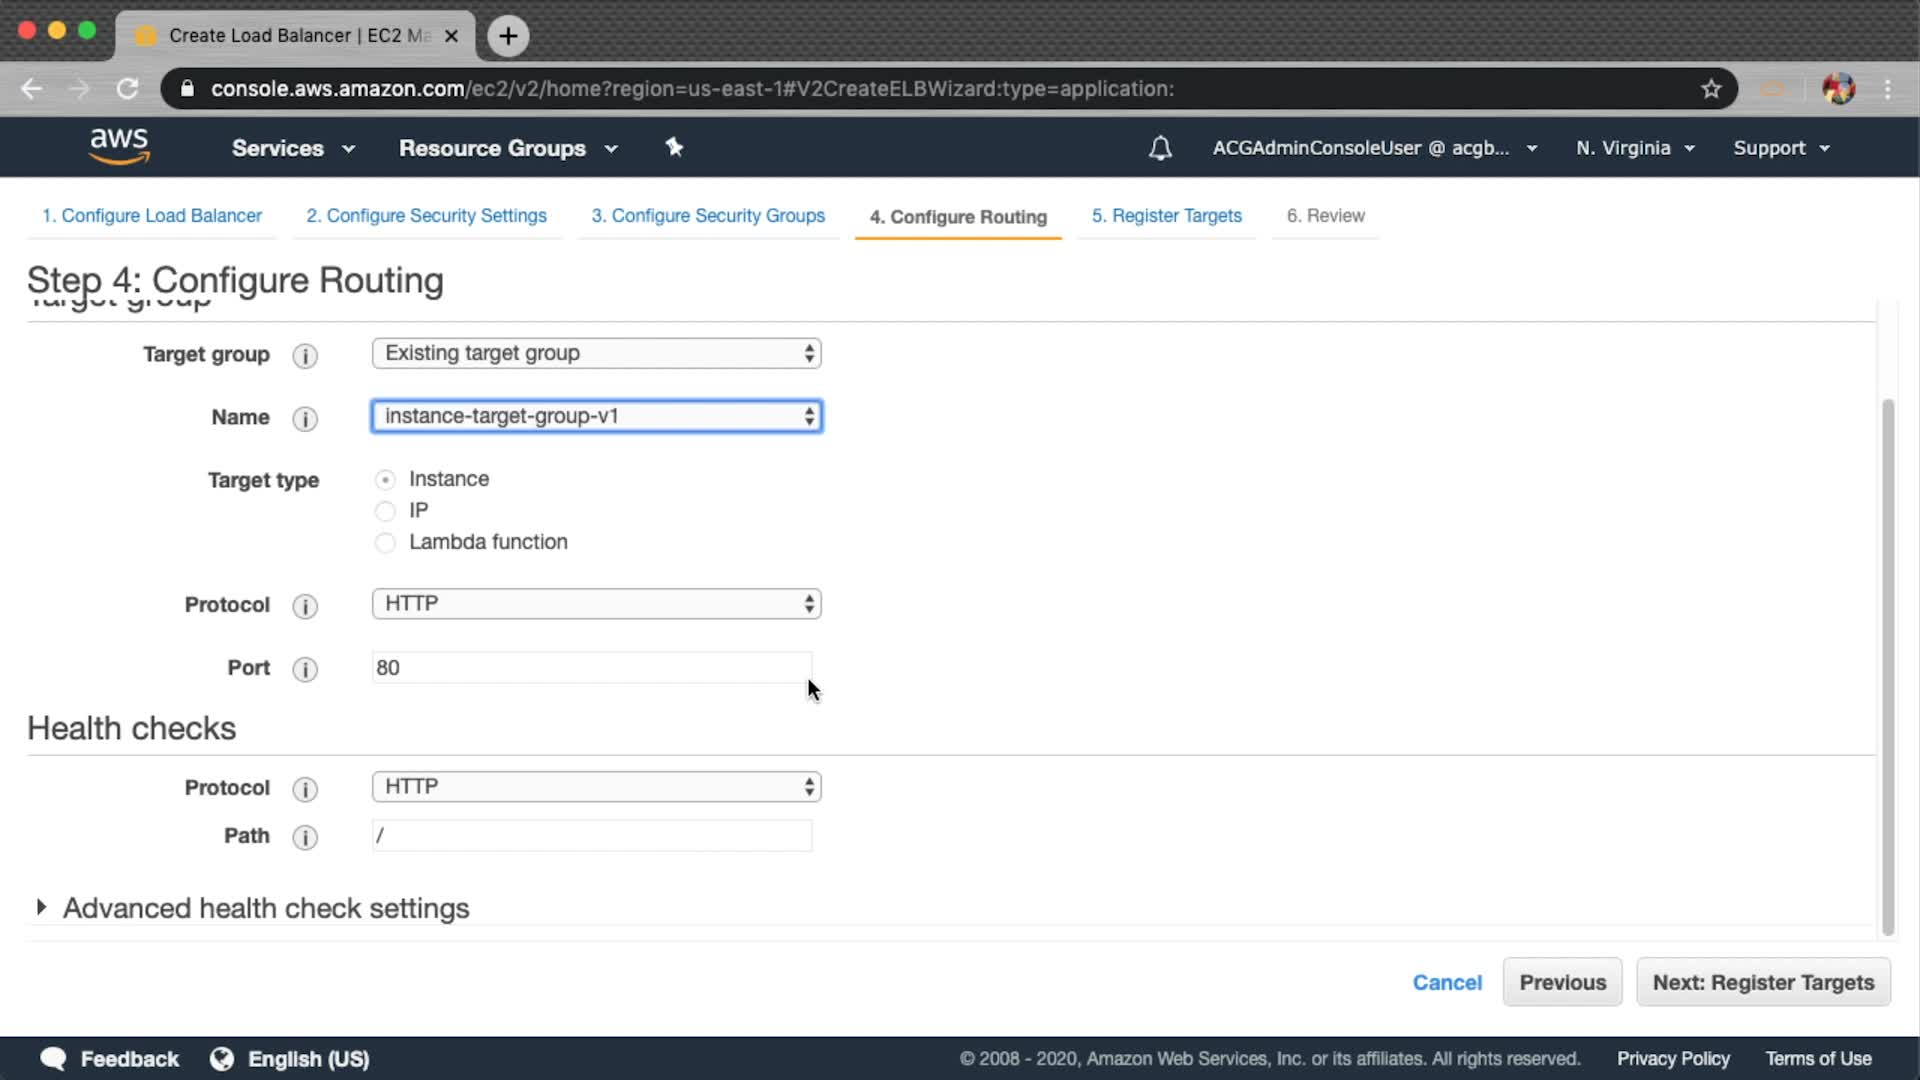 Create Load Balancer | EC2 Ma
console.aws.amazon.com/ec2/v2/home?region=us-east-1#V2CreateELBWizard:type=application:
aws
Services
Resource Groups
ACGAdminConsoleUser @ acgb...
N. Virginia
Support
1. Configure Load Balancer
2. Configure Security Settings
3. Configure Security Groups
4. Configure Routing
5. Register Targets
6. Review
Step 4: Configure Routing
Target group
Target group
Existing target group
Name
instance-target-group-v1
Target type
Instance
IP
Lambda function
Protocol
HTTP
Port
80
Health checks
Protocol
HTTP
Path
/
Advanced health check settings
Cancel
Previous
Next: Register Targets
Feedback
English (US)
© 2008 - 2020, Amazon Web Services, Inc. or its affiliates. All rights reserved.
Privacy Policy
Terms of Use